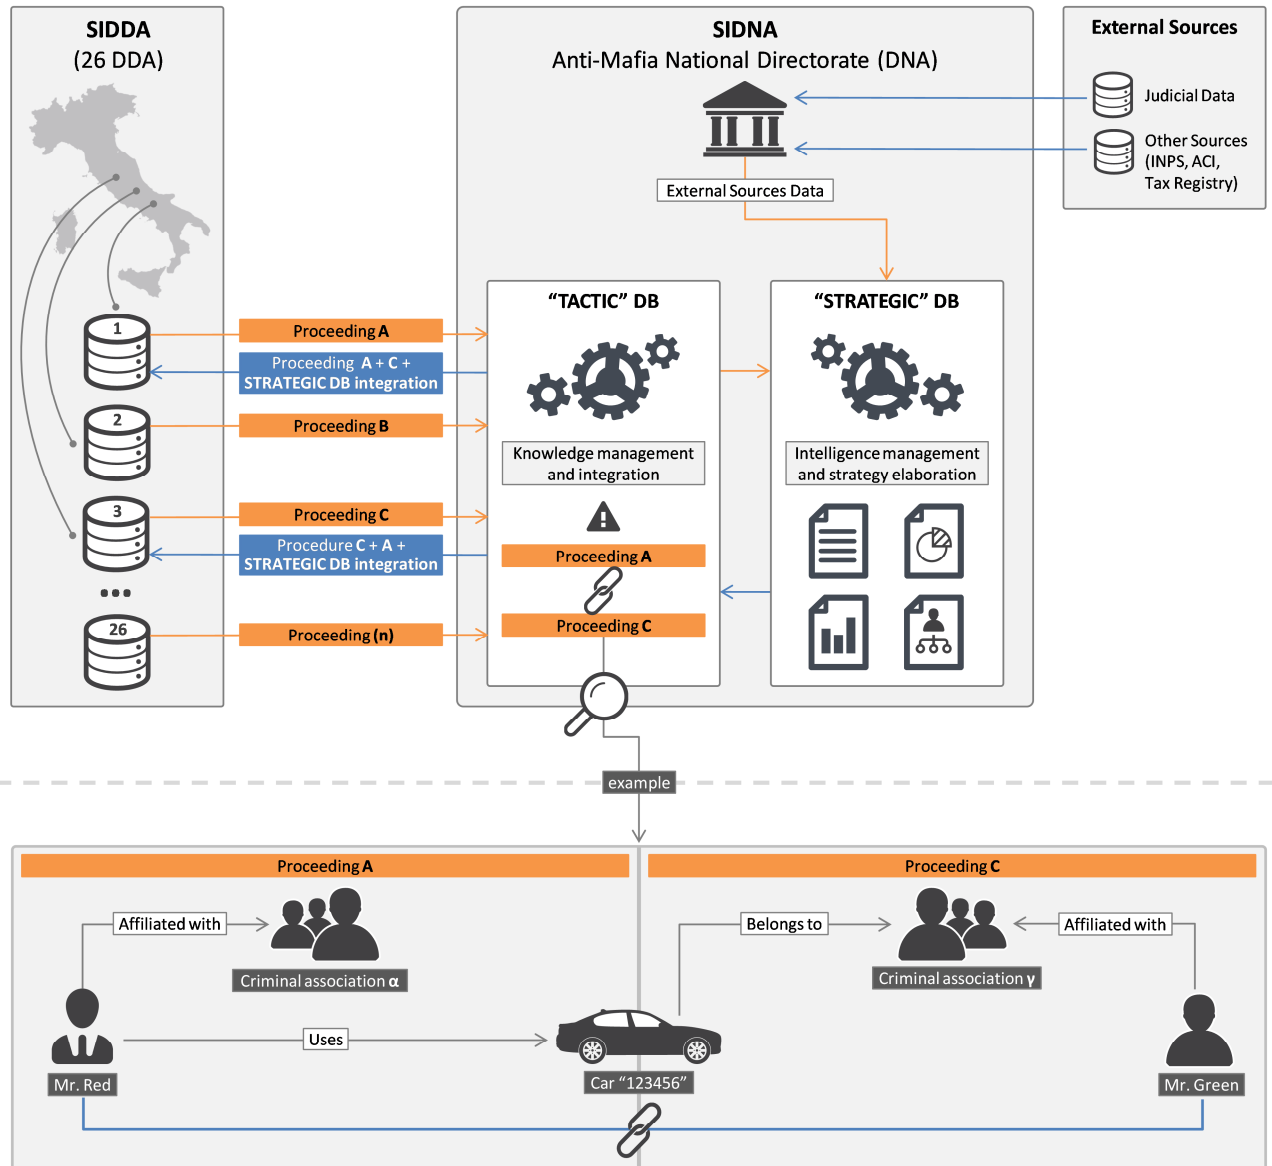 SIDDA
(26 DDA)
SIDNA
Anti-Mafia National Directorate (DNA)
External Sources
Judicial Data
Other Sources
(INPS, ACI,
Tax Registry)
External Sources Data
1
2
3
26
Proceeding A
Proceeding A + C +
STRATEGIC DB integration
Proceeding B
Proceeding C
Procedure C + A +
STRATEGIC DB integration
Proceeding (n)
“TACTIC” DB
Knowledge management
and integration
Proceeding A
Proceeding C
“STRATEGIC” DB
Intelligence management
and strategy elaboration
example
Proceeding A
Affiliated with
Criminal association α
Mr. Red
Uses
Car “123456”
Proceeding C
Belongs to
Affiliated with
Criminal association γ
Mr. Green